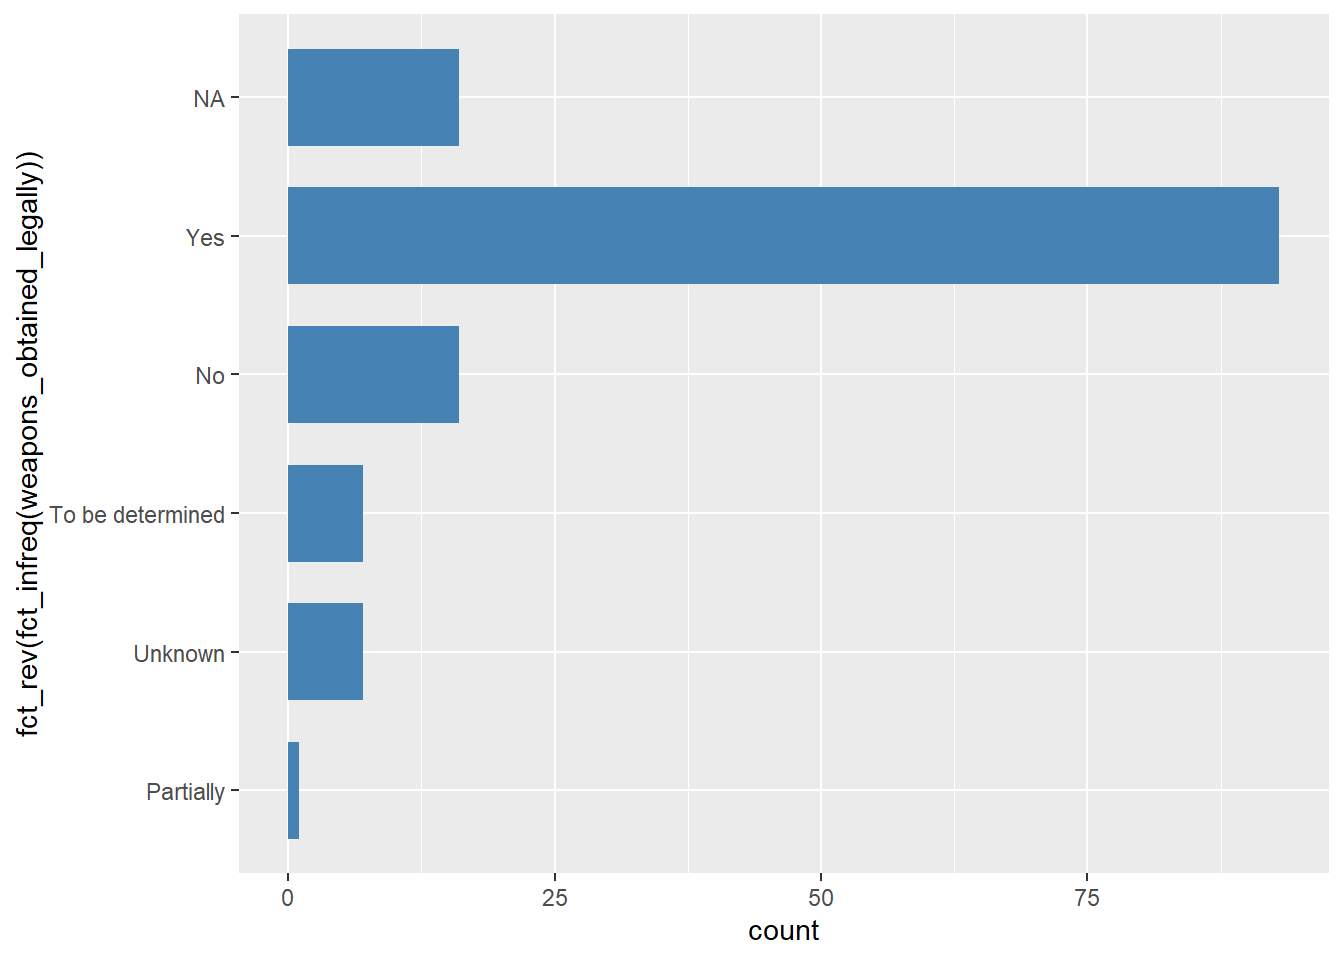 fct_rev(fct_infreq(weapons_obtained_legally))
NA
Yes
No
To be determined
Unknown
Partially
0
25
50
75
count